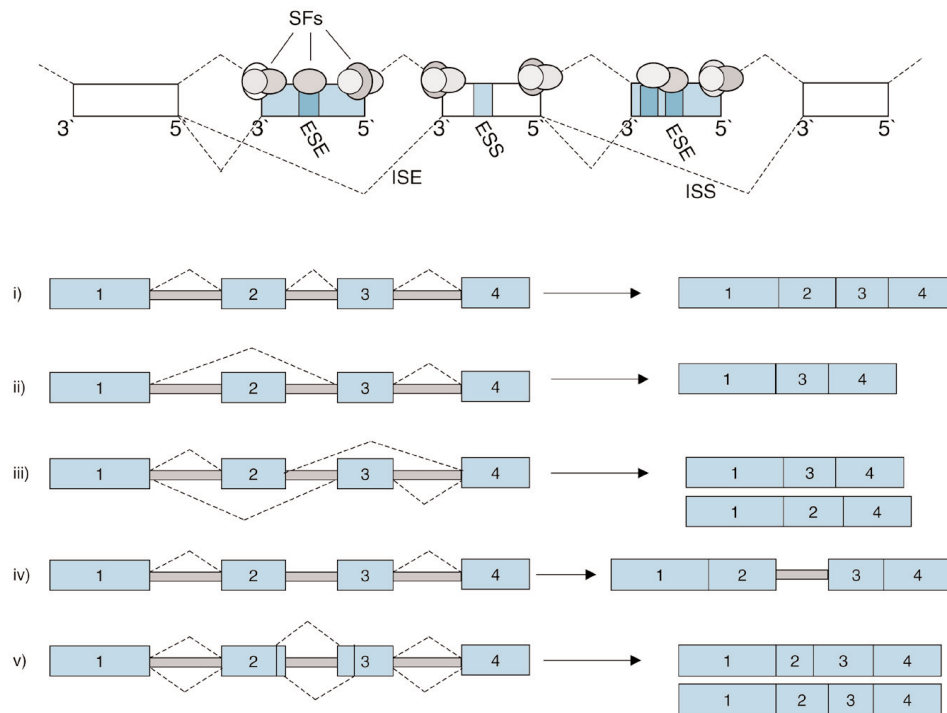 SFs
3` 5` 3` ESE 5` 3` ESS 5` 3` ESE 5` 3` 5`
ISE ISS
i) 1 2 3 4 1 2 3 4
ii) 1 2 3 4 1 3 4
iii) 1 2 3 4 1 3 4
1 2 4
iv) 1 2 3 4 1 2 3 4
v) 1 2 3 4 1 2 3 4
1 2 3 4